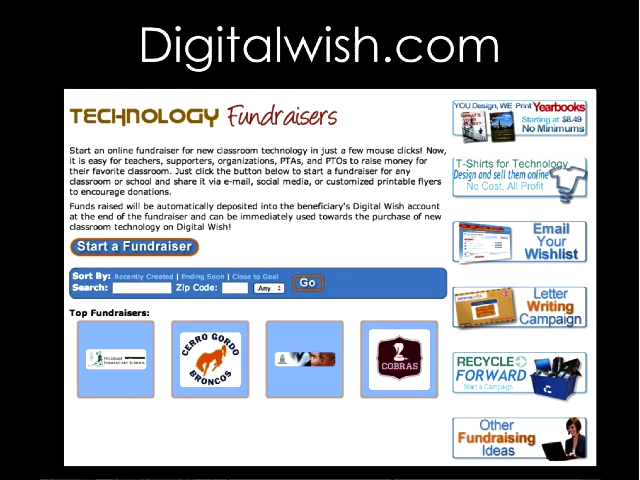 Digitalwish.com
TECHNOLOGY Fundraisers
Start an online fundraiser for new classroom technology in just a few mouse clicks! Now,
it is easy for teachers, supporters, organizations, PTAs, and PTOs to raise money for
their favorite classroom. Just click the button below to start a fundraiser for any
classroom or school and share it via e-mail, social media, or customized printable flyers
to encourage donations.
Funds raised will be automatically deposited into the beneficiary's Digital Wish account
at the end of the fundraiser and can be immediately used towards the purchase of new
classroom technology on Digital Wish!
Start a Fundraiser
Sort By: Recently Created | Ending Soon | Close to Goal
Search: Zip Code: Any Go
Top Fundraisers:
CERRO GORDO
BRONCOS
COBRAS
YOU Design, WE Print Yearbooks
Starting at $8.49
No Minimums
T-Shirts for Technology
Design and sell them online
No Cost, All Profit
Email
Your
Wishlist
Letter
Writing
Campaign
RECYCLE
FORWARD
Start a Campaign
Other
Fundraising
Ideas